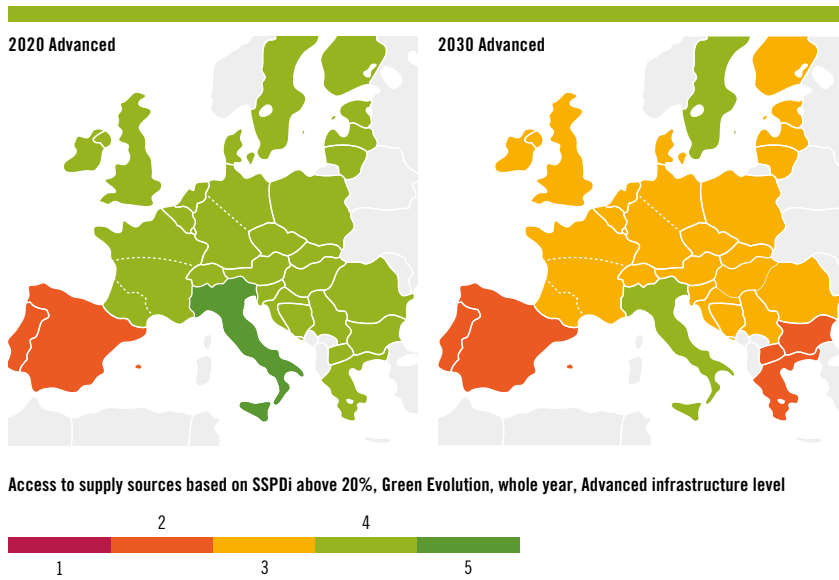 2020 Advanced
2030 Advanced
Access to supply sources based on SSPDi above 20%, Green Evolution, whole year, Advanced infrastructure level
2 4
1 3 5